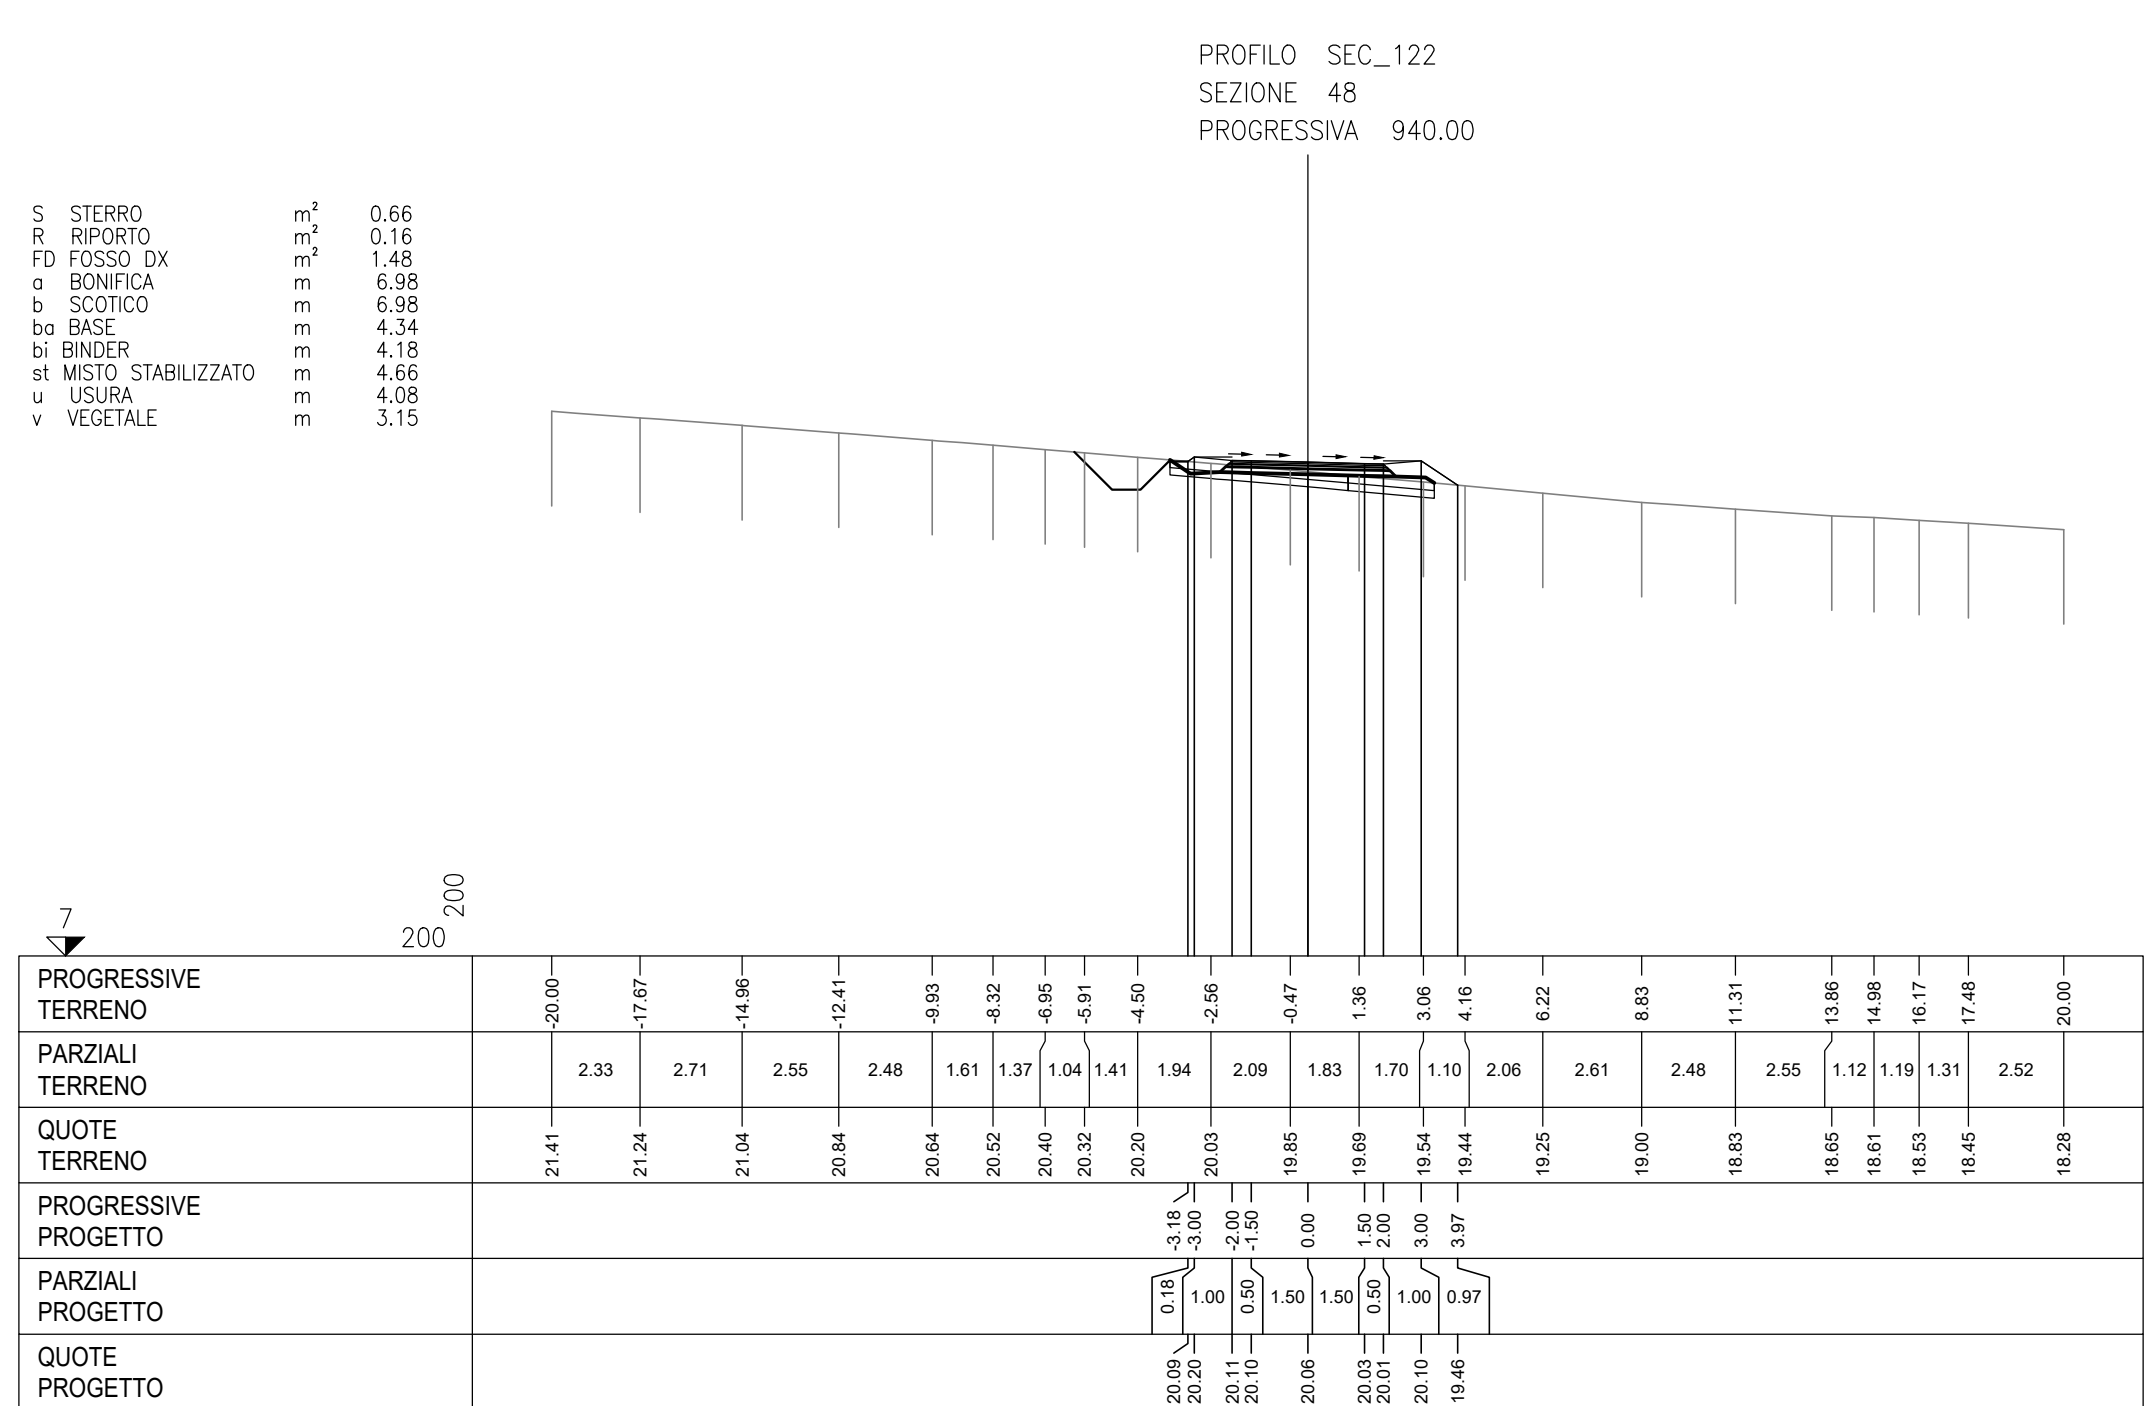 PROFILO SEC_122
SEZIONE 48
PROGRESSIVA 940.00
S STERRO m² 0.66
R RIPORTO m² 0.16
FD FOSSO DX m² 1.48
a BONIFICA m 6.98
b SCOTICO m 6.98
ba BASE m 4.34
bi BINDER m 4.18
st MISTO STABILIZZATO m 4.66
u USURA m 4.08
v VEGETALE m 3.15
200
7
200
PROGRESSIVE
TERRENO
-20.00 -17.67 -14.96 -12.41 -9.93 -8.32 -6.95 -5.91 -4.50 -2.56 -0.47 1.36 3.06 4.16 6.22 8.83 11.31 13.86 14.98 16.17 17.48 20.00
PARZIALI
TERRENO
2.33 2.71 2.55 2.48 1.61 1.37 1.04 1.41 1.94 2.09 1.83 1.70 1.10 2.06 2.61 2.48 2.55 1.12 1.19 1.31 2.52
QUOTE
TERRENO
21.41 21.24 21.04 20.84 20.64 20.52 20.40 20.32 20.20 20.03 19.85 19.69 19.54 19.44 19.25 19.00 18.83 18.65 18.61 18.53 18.45 18.28
PROGRESSIVE
PROGETTO
-3.18 -3.00 -2.00 -1.50 0.00 1.50 2.00 3.00 3.97
PARZIALI
PROGETTO
0.18 1.00 0.50 1.50 1.50 0.50 1.00 0.97
QUOTE
PROGETTO
20.09 20.20 20.11 20.10 20.06 20.03 20.01 20.10 19.46